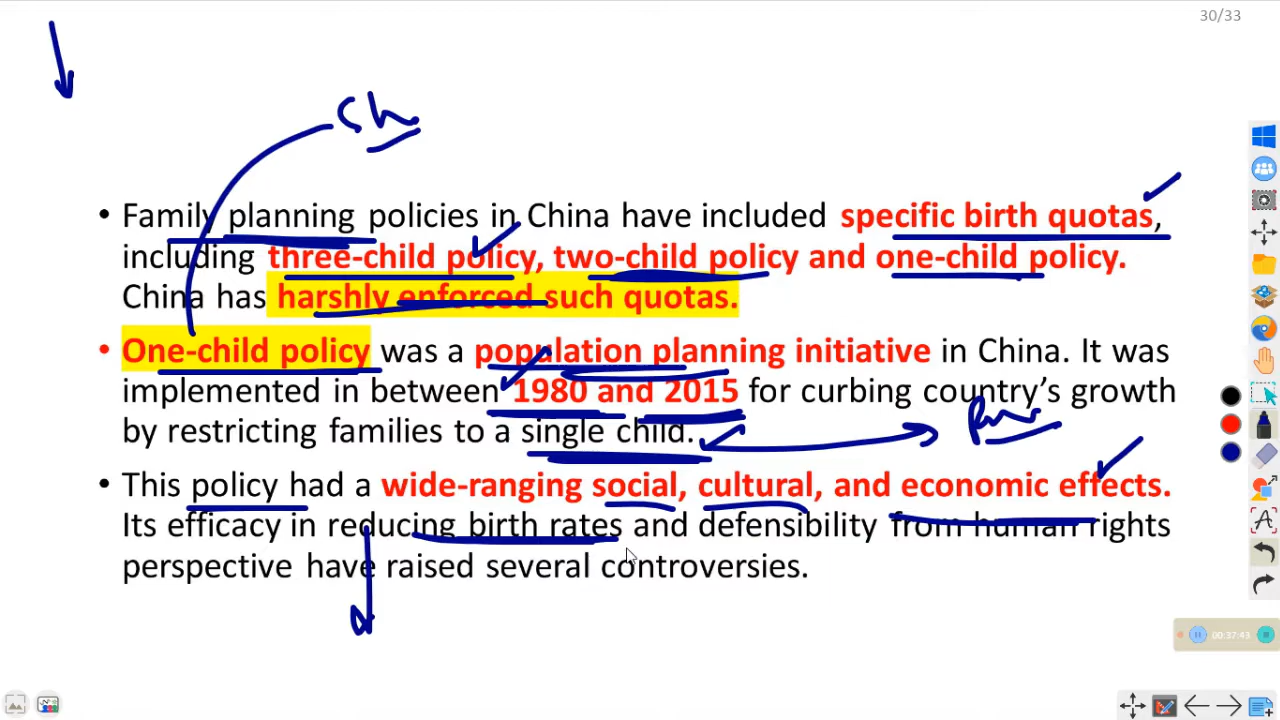 30/33
Ch
• Family planning policies in China have included specific birth quotas,
including three-child policy, two-child policy and one-child policy.
China has harshly enforced such quotas.
• One-child policy was a population planning initiative in China. It was
implemented in between 1980 and 2015 for curbing country's growth
by restricting families to a single child.
• This policy had a wide-ranging social, cultural, and economic effects.
Its efficacy in reducing birth rates and defensibility from human rights
perspective have raised several controversies.
00:37:43